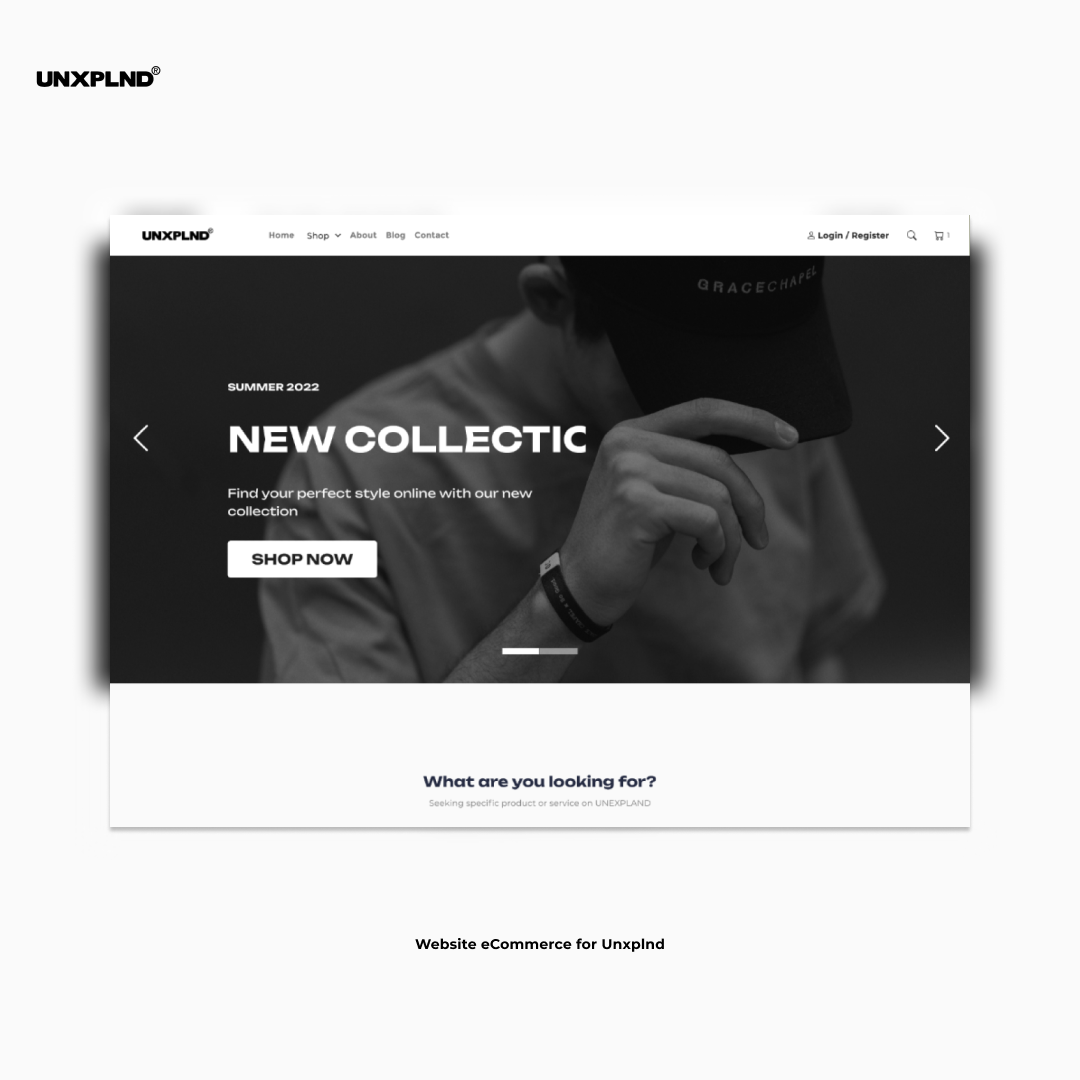 UNXPLND®
UNXPLND®
Home Shop About Blog Contact
Login / Register
1
GRACECHAPEL
SUMMER 2022
NEW COLLECTIC
Find your perfect style online with our new
collection
SHOP NOW
What are you looking for?
Seeking specific product or service on UNEXPLAND
Website eCommerce for Unxplnd